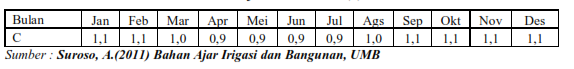 Bulan Jan Feb Mar Apr Mei Jun Jul Ags Sep Okt Nov Des
C 1,1 1,1 1,0 0,9 0,9 0,9 0,9 1,0 1,1 1,1 1,1 1,1
Sumber : Suroso, A.(2011) Bahan Ajar Irigasi dan Bangunan, UMB